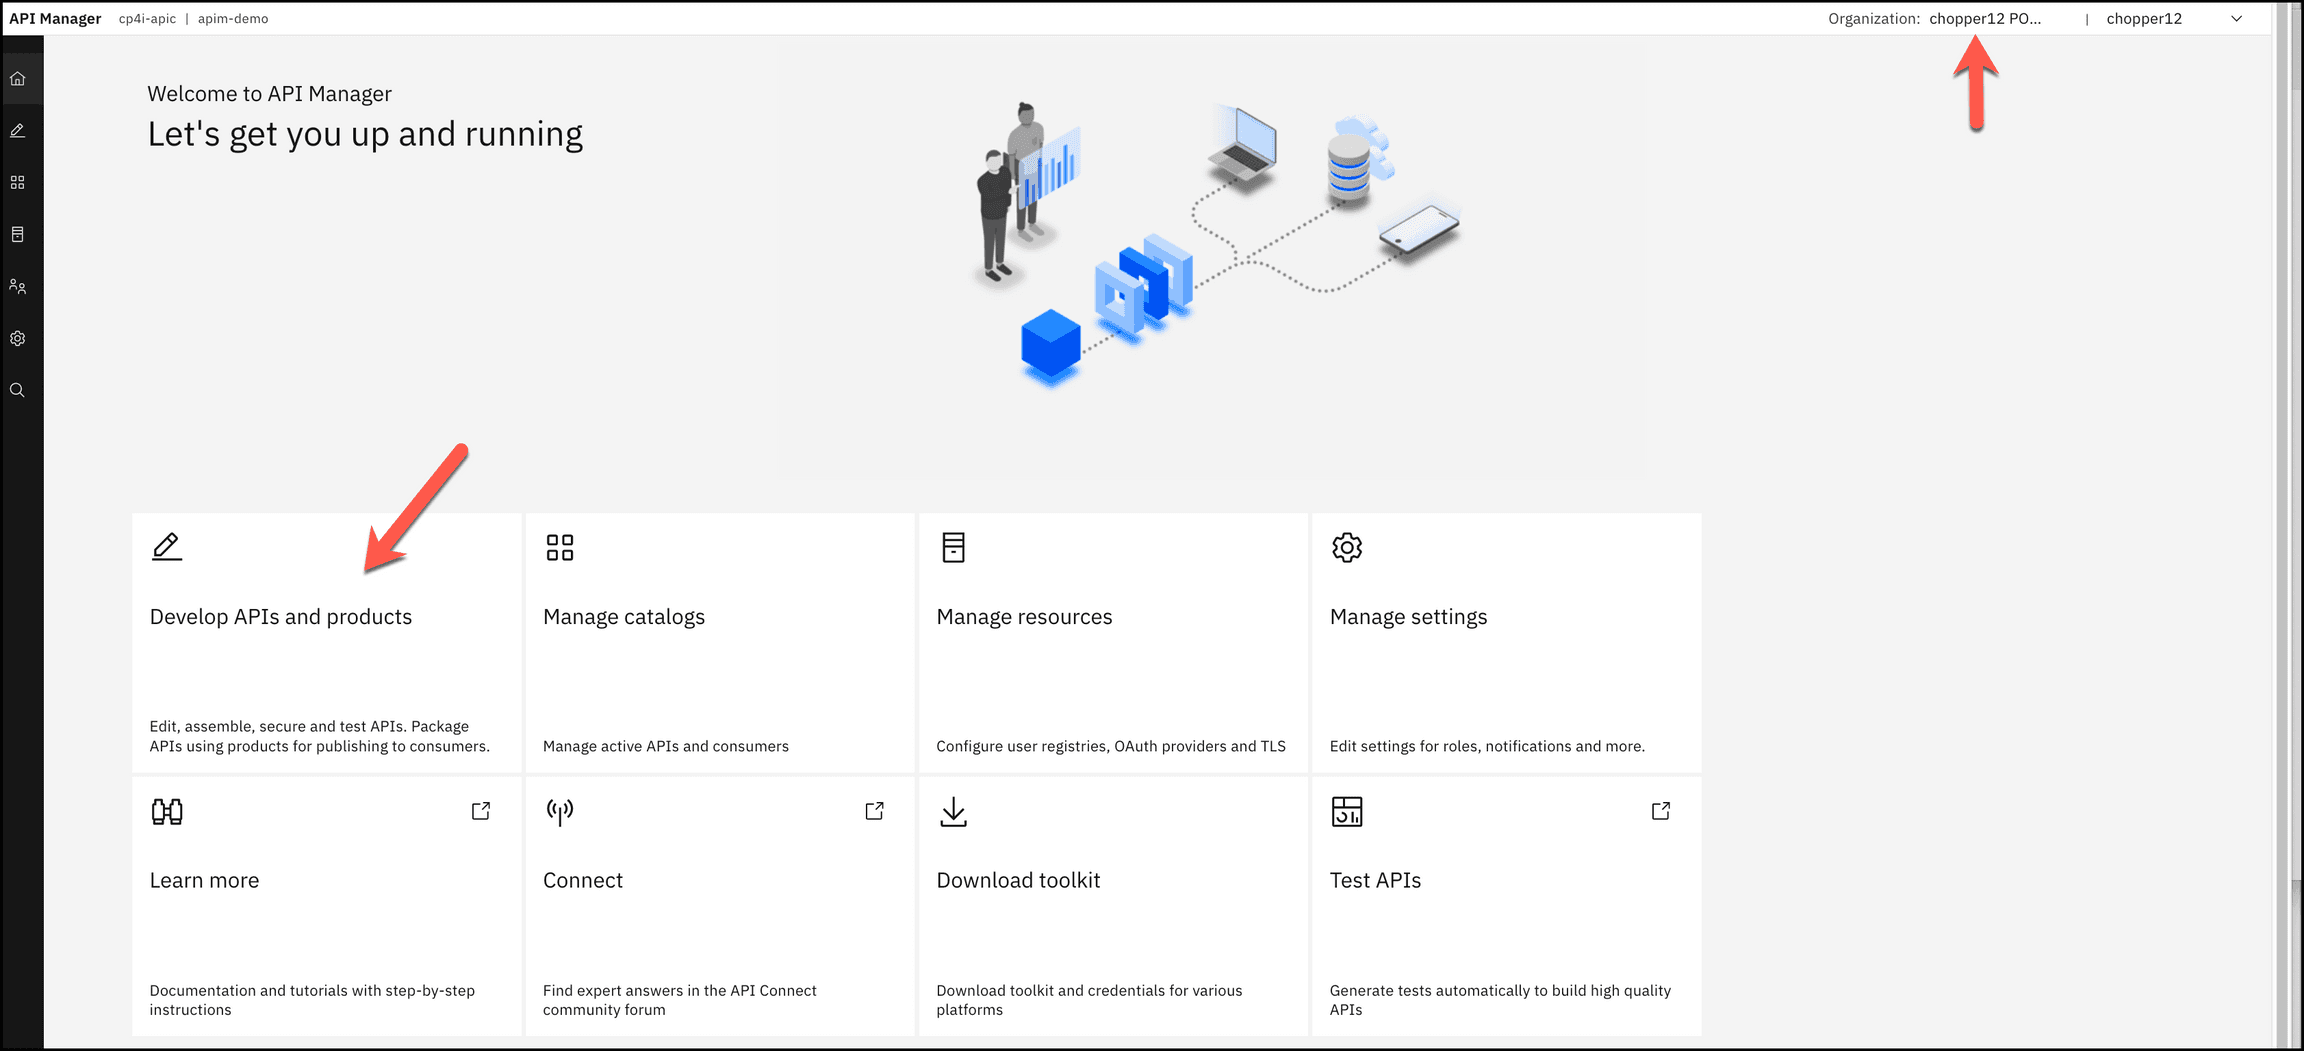 API Manager cp4i-apic | apim-demo Organization: chopper12 PO... | chopper12
Welcome to API Manager
Let's get you up and running
Develop APIs and products
Edit, assemble, secure and test APIs. Package
APIs using products for publishing to consumers.
Manage catalogs
Manage active APIs and consumers
Manage resources
Configure user registries, OAuth providers and TLS
Manage settings
Edit settings for roles, notifications and more.
Learn more
Documentation and tutorials with step-by-step
instructions
Connect
Find expert answers in the API Connect
community forum
Download toolkit
Download toolkit and credentials for various
platforms
Test APIs
Generate tests automatically to build high quality
APIs